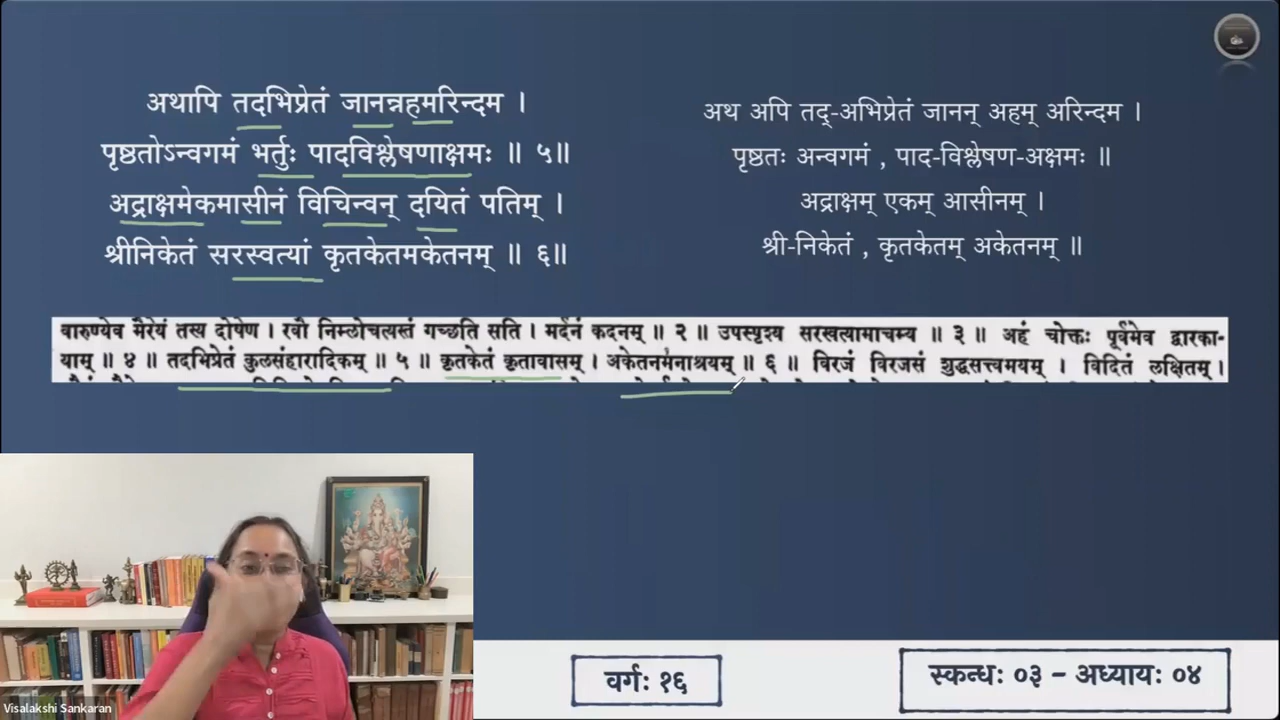 अथापि तदभिप्रेतं जानन्नहमरिन्दम ।
पृष्ठतोऽन्वगमं भर्तुः पादविश्लेषणाक्षमः ॥ ५॥
अद्राक्षमेकमासीनं विचिन्वन् दयितं पतिम् ।
श्रीनिकेतं सरस्वत्यां कृतकेतमकेतनम् ॥ ६॥
अथ अपि तद्-अभिप्रेतं जानन् अहम् अरिन्दम ।
पृष्ठतः अन्वगमं , पाद-विश्लेषण-अक्षमः ॥
अद्राक्षम् एकम् आसीनम् ।
श्री-निकेतं , कृतकेतम् अकेतनम् ॥
वारुण्येव मैरेयं तस्य दोषेण । रवौ निम्लोचत्यस्तं गच्छति सति । मर्दनं कदनम् ॥ २ ॥ उपस्पृश्य सरस्वत्यामाचम्य ॥ ३ ॥ अहं चोक्तः पूर्वमेव द्वारका-
याम् ॥ ४ ॥ तदभिप्रेतं कुलसंहारादिकम् ॥ ५ ॥ कृतकेतं कृतावासम् । अकेतनमनाश्रयम् ॥ ६ ॥ विरजं विरजसं शुद्धसत्त्वमयम् । विदितं लक्षितम् ।
Visalakshi Sankaran
वर्गः १६
स्कन्धः ०३ – अध्यायः ०४